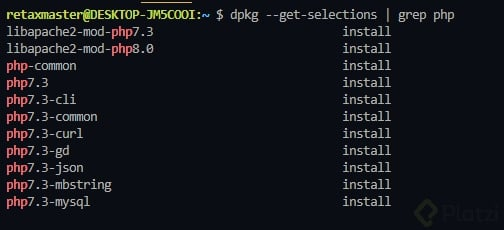 retaxmaster@DESKTOP-JM5COOI:~ $ dpkg --get-selections | grep php
libapache2-mod-php7.3 install
libapache2-mod-php8.0 install
php-common install
php7.3 install
php7.3-cli install
php7.3-common install
php7.3-curl install
php7.3-gd install
php7.3-json install
php7.3-mbstring install
php7.3-mysql install
Platzi